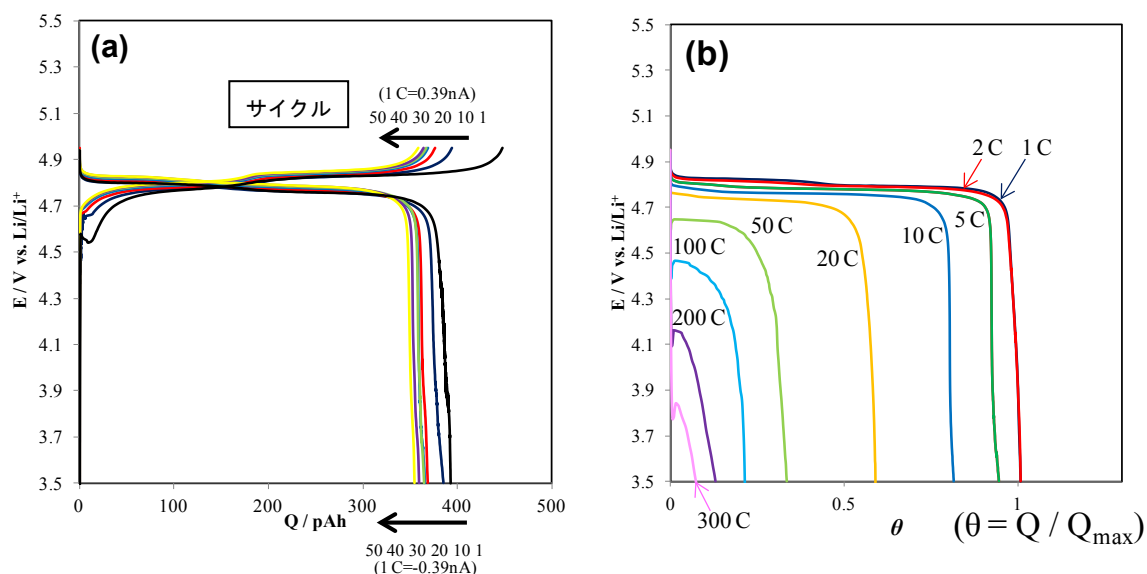 (a)
サイクル
(1 C=0.39nA)
50 40 30 20 10 1
5.5
5.3
5.1
4.9
4.7
4.5
4.3
4.1
3.9
3.7
3.5
E / V vs. Li/Li⁺
0 100 200 300 400 500
Q / pAh
50 40 30 20 10 1
(1 C=-0.39nA)
(b)
5.5
5.3
5.1
4.9
4.7
4.5
4.3
4.1
3.9
3.7
3.5
E / V vs. Li/Li⁺
2 C
1 C
5 C
10 C
20 C
50 C
100 C
200 C
300 C
0 0.5 1
θ (θ = Q / Qmax)